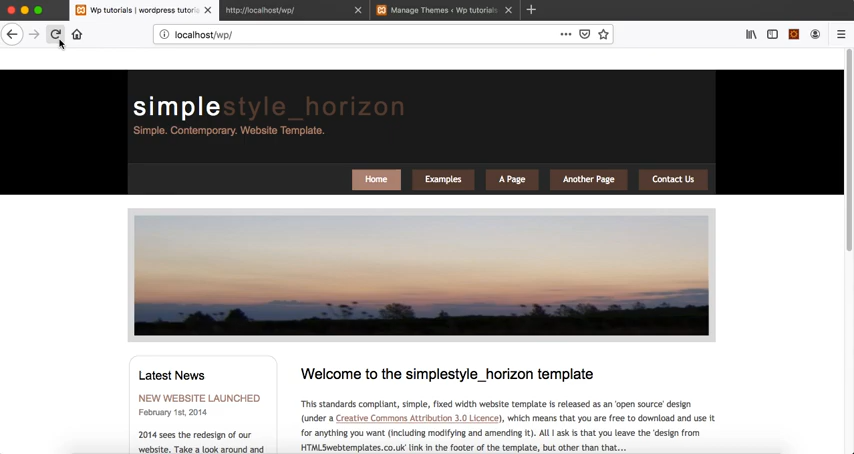 Wp tutorials | wordpress tutoria
http://localhost/wp/
Manage Themes ‹ Wp tutorials
localhost/wp/
simplestyle_horizon
Simple. Contemporary. Website Template.
Home
Examples
A Page
Another Page
Contact Us
Latest News
NEW WEBSITE LAUNCHED
February 1st, 2014
2014 sees the redesign of our
website. Take a look around and
Welcome to the simplestyle_horizon template
This standards compliant, simple, fixed width website template is released as an 'open source' design
(under a Creative Commons Attribution 3.0 Licence), which means that you are free to download and use it
for anything you want (including modifying and amending it). All I ask is that you leave the 'design from
HTML5webtemplates.co.uk' link in the footer of the template, but other than that...